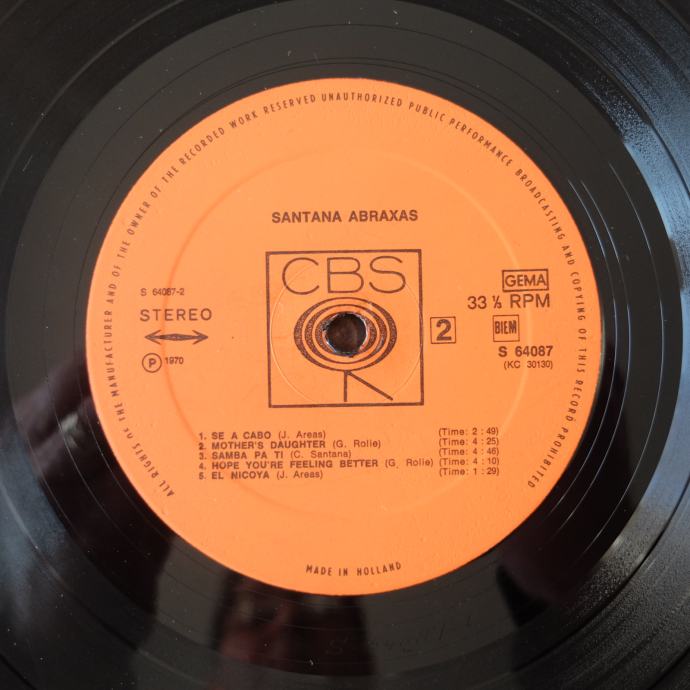 ALL RIGHTS OF THE MANUFACTURER AND OF THE OWNER OF THE RECORDED WORK RESERVED UNAUTHORIZED PUBLIC PERFORMANCE BROADCASTING AND COPYING OF THIS RECORD PROHIBITED
SANTANA ABRAXAS
CBS
S 64087-2
STEREO
℗ 1970
GEMA
33 ⅓ RPM
2
BIEM
S 64087
(KC 30130)
1. SE A CABO (J. Areas) (Time: 2 : 49)
2. MOTHER'S DAUGHTER (G. Rolie) (Time: 4 : 25)
3. SAMBA PA TI (C. Santana) (Time: 4 : 46)
4. HOPE YOU'RE FEELING BETTER (G. Rolie) (Time: 4 : 10)
5. EL NICOYA (J. Areas) (Time: 1 : 29)
MADE IN HOLLAND